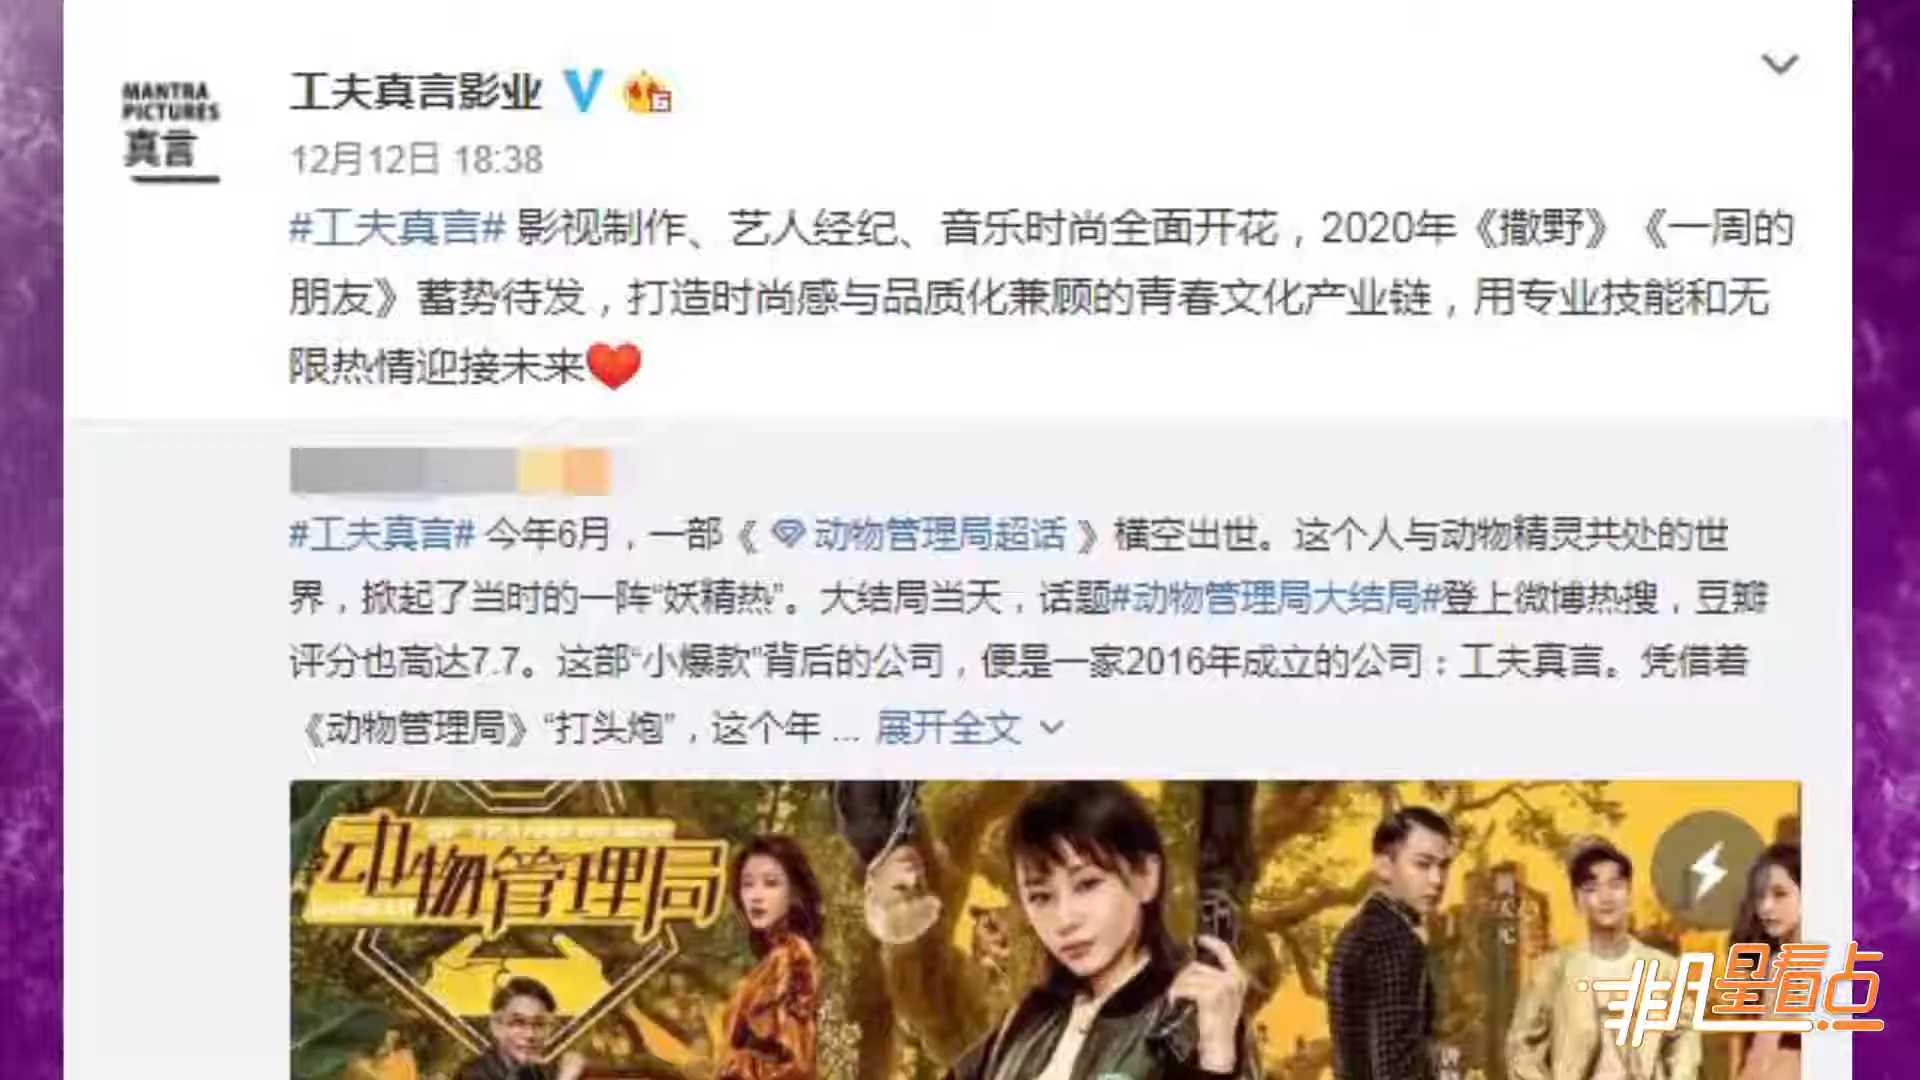 MANTRA
PICTURES
真言
工夫真言影业
12月12日 18:38
#工夫真言# 影视制作、艺人经纪、音乐时尚全面开花，2020年《撒野》《一周的
朋友》蓄势待发，打造时尚感与品质化兼顾的青春文化产业链，用专业技能和无
限热情迎接未来
#工夫真言# 今年6月，一部《动物管理局超话》横空出世。这个人与动物精灵共处的世
界，掀起了当时的一阵“妖精热”。大结局当天，话题#动物管理局大结局#登上微博热搜，豆瓣
评分也高达7.7。这部“小爆款”背后的公司，便是一家2016年成立的公司：工夫真言。凭借着
《动物管理局》“打头炮”，这个年 ... 展开全文
动物管理局
非凡星看点